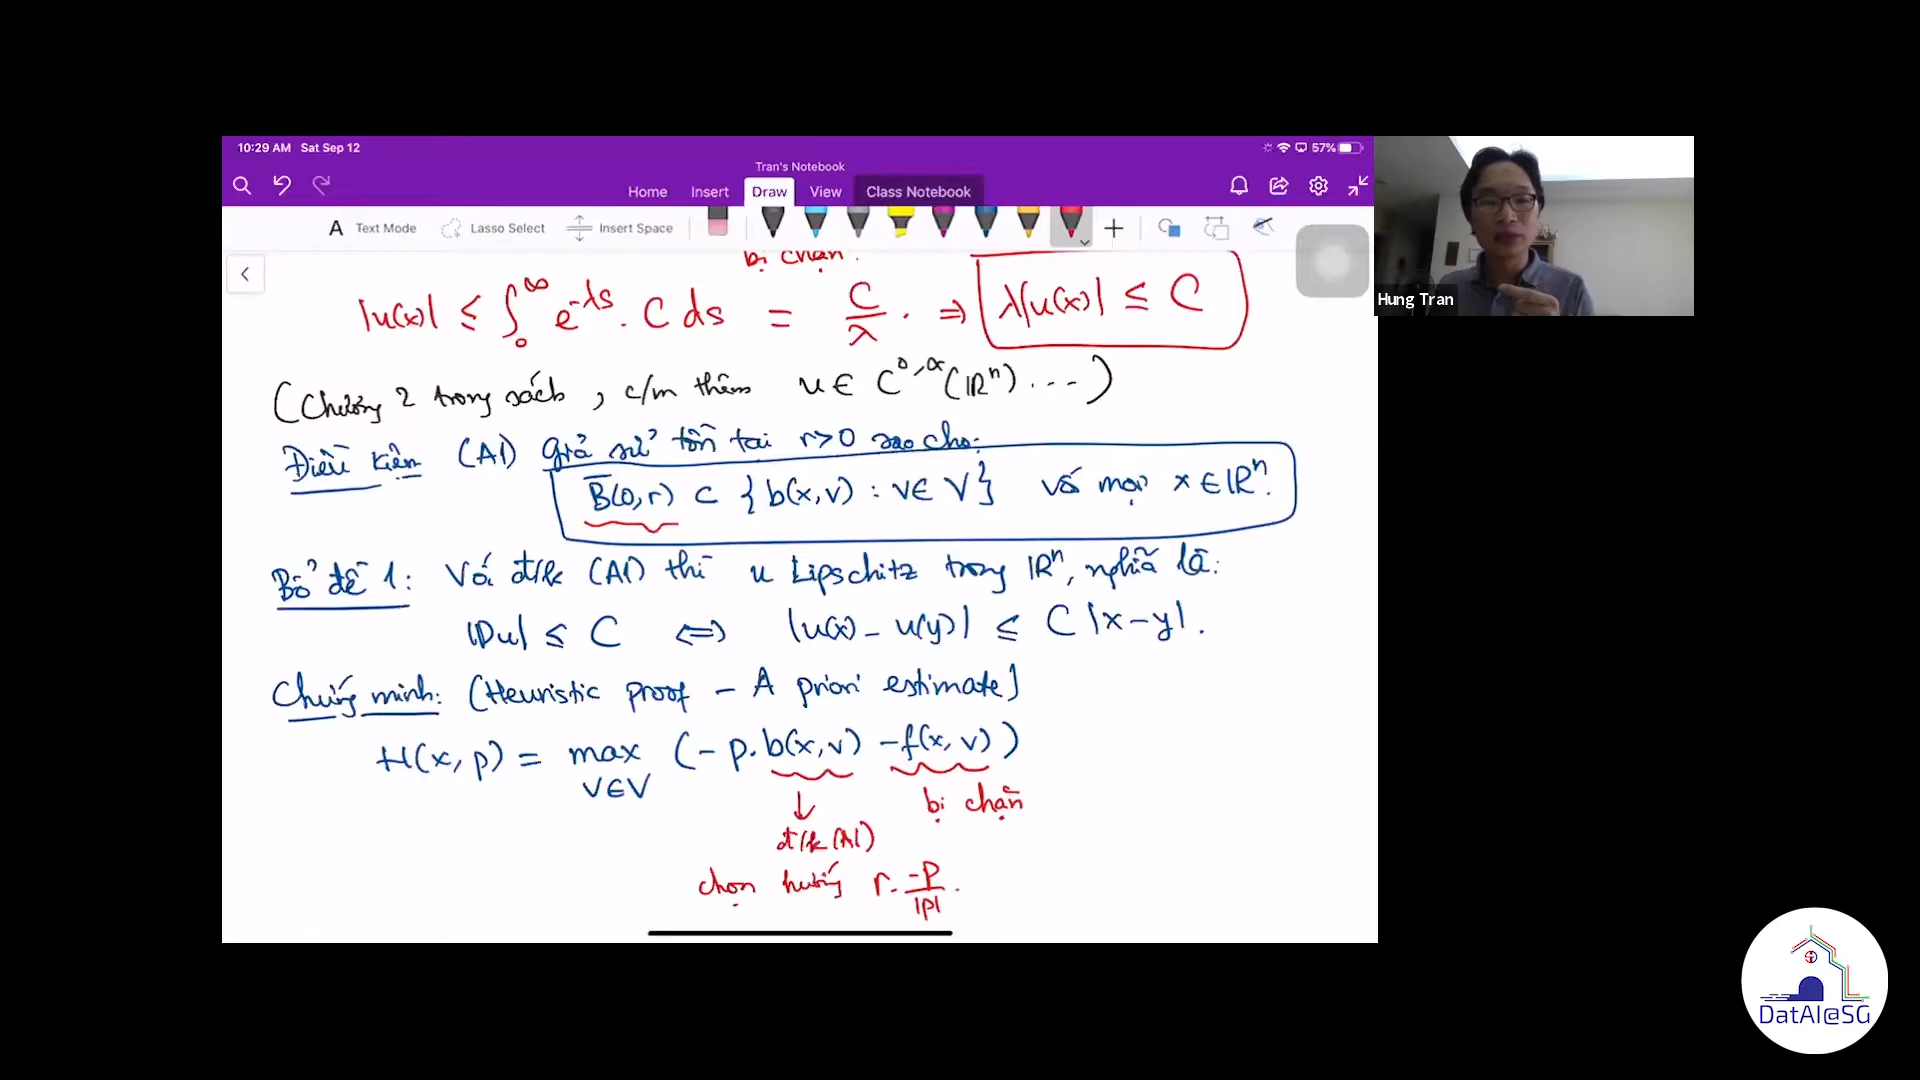 10:29 AM Sat Sep 12
57%
Tran's Notebook
Home Insert Draw View Class Notebook
Text Mode Lasso Select Insert Space
bị chặn.
|u(x)| ≤ ∫₀^∞ e^{-λs} . C ds = C/λ . ⇒ λ|u(x)| ≤ C
(Chương 2 trong sách, c/m thêm u ∈ C^{0,α}(ℝⁿ) ...)
Điều kiện (A1) Giả sử tồn tại r>0 sao cho:
B̅(0,r) ⊂ {b(x,v) : v∈V} với mọi x∈ℝⁿ.
Bổ đề 1: Với đ/k (A1) thì u Lipschitz trong ℝⁿ, nghĩa là:
|Du| ≤ C ⇔ |u(x) - u(y)| ≤ C|x-y|.
Chứng minh: (Heuristic proof - A priori estimate)
H(x,p) = max (-p.b(x,v) -f(x,v))
v∈V
↓ bị chặn
đ/k (A1)
chọn hướng r. -p/|p| .
Hung Tran
DatAI@SG